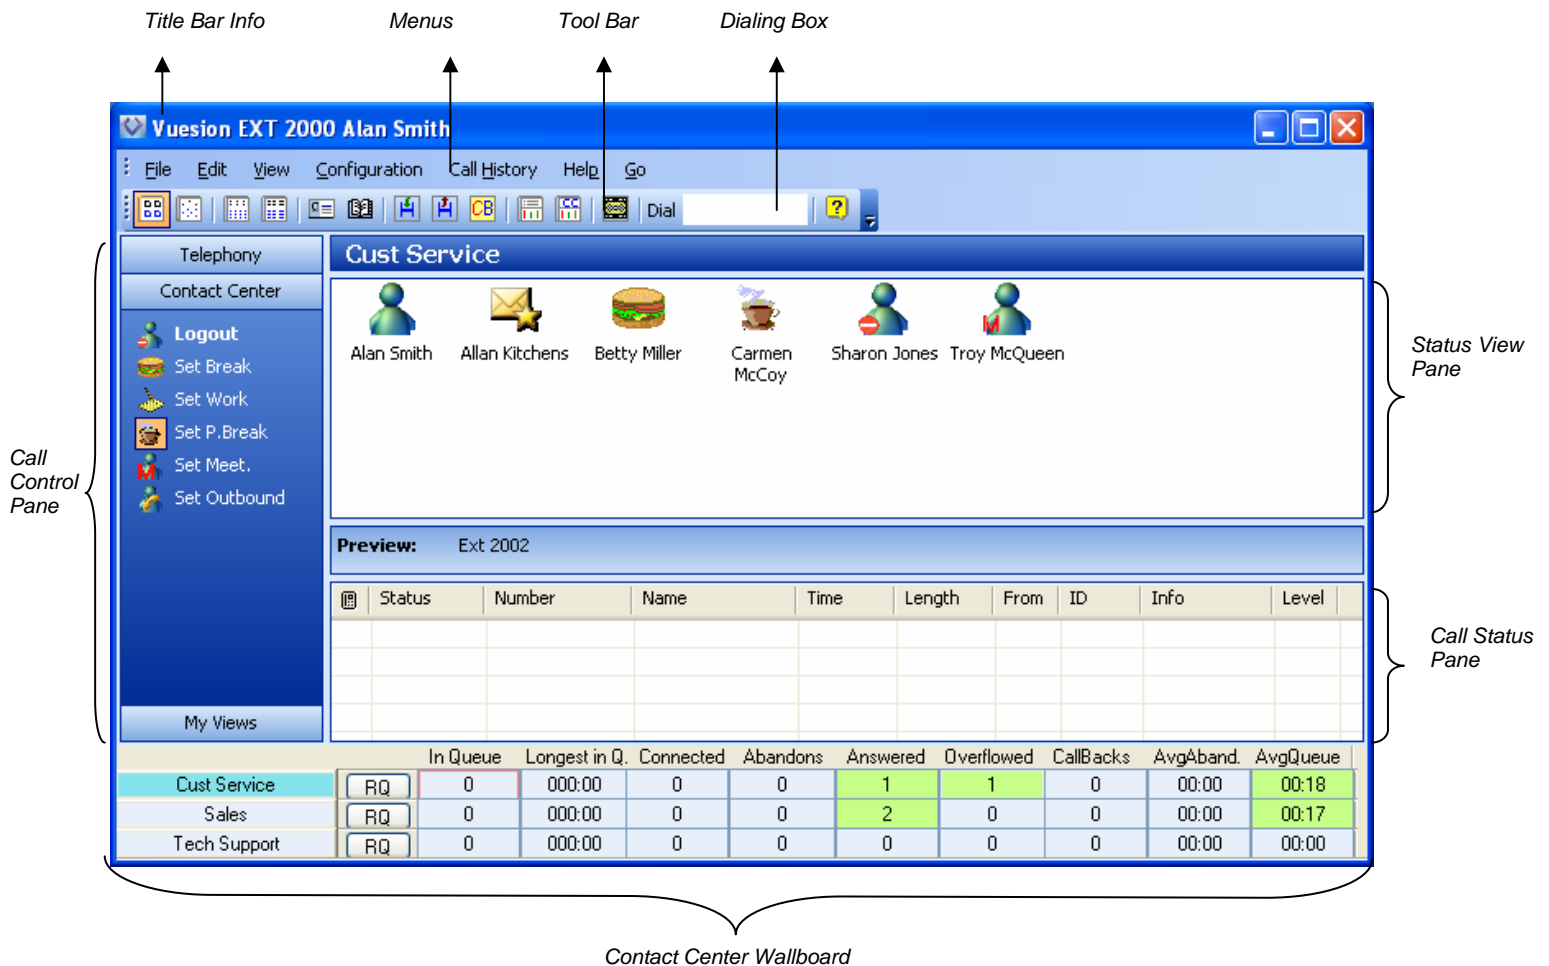 Title Bar Info Menus Tool Bar Dialing Box
Vuesion EXT 2000 Alan Smith
File Edit View Configuration Call History Help Go
CB CC Dial ?
Telephony
Cust Service
Contact Center
Logout
Set Break
Set Work
Set P.Break
M Set Meet.
Set Outbound
My Views
Alan Smith Allan Kitchens Betty Miller Carmen McCoy Sharon Jones M Troy McQueen
Status View
Pane
Call
Control
Pane
Preview: Ext 2002
Status Number Name Time Length From ID Info Level
Call Status
Pane
In Queue Longest in Q. Connected Abandons Answered Overflowed CallBacks AvgAband. AvgQueue
Cust Service RQ 0 000:00 0 0 1 1 0 00:00 00:18
Sales RQ 0 000:00 0 0 2 0 0 00:00 00:17
Tech Support RQ 0 000:00 0 0 0 0 0 00:00 00:00
Contact Center Wallboard